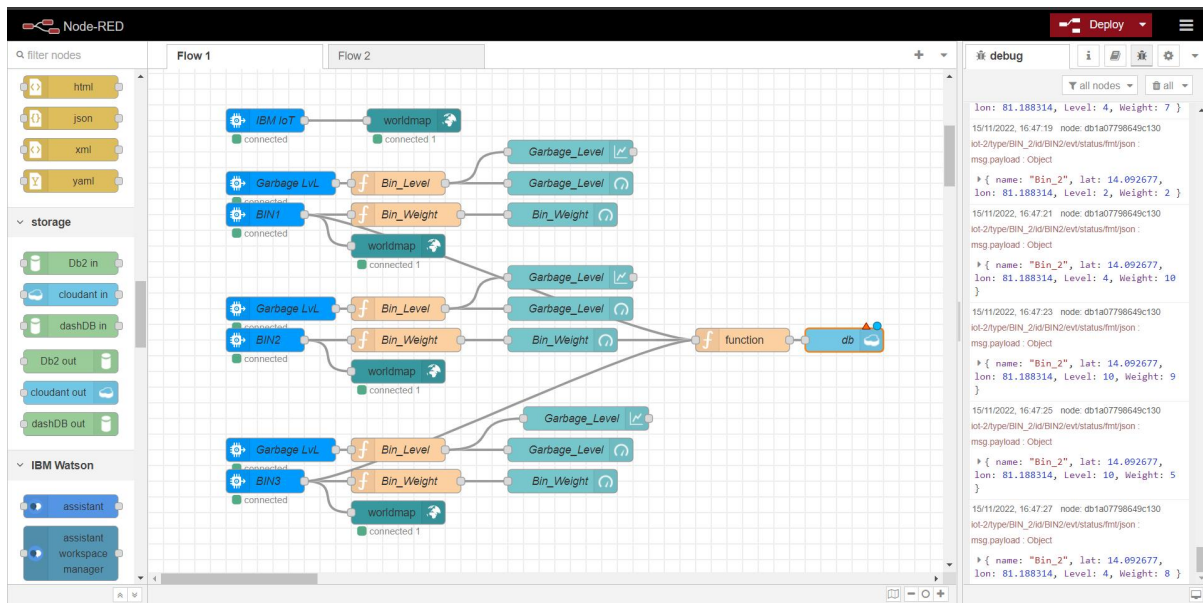 Node-RED
Deploy
filter nodes
html
json
xml
yaml
storage
Db2 in
cloudant in
dashDB in
Db2 out
cloudant out
dashDB out
IBM Watson
assistant
assistant
workspace
manager
Flow 1
Flow 2
IBM IoT
connected
worldmap
connected 1
Garbage_Level
Garbage LvL
connected
Bin_Level
Garbage_Level
BIN1
connected
Bin_Weight
Bin_Weight
worldmap
connected 1
Garbage_Level
Garbage LvL
connected
Bin_Level
Garbage_Level
BIN2
connected
Bin_Weight
Bin_Weight
function
db
worldmap
connected 1
Garbage_Level
Garbage LvL
connected
Bin_Level
Garbage_Level
BIN3
connected
Bin_Weight
Bin_Weight
worldmap
connected 1
debug
i
all nodes
all
lon: 81.188314, Level: 4, Weight: 7 }
15/11/2022, 16:47:19 node: db1a07798649c130
iot-2/type/BIN_2/id/BIN2/evt/status/fmt/json :
msg.payload : Object
{ name: "Bin_2", lat: 14.092677,
lon: 81.188314, Level: 2, Weight: 2 }
15/11/2022, 16:47:21 node: db1a07798649c130
iot-2/type/BIN_2/id/BIN2/evt/status/fmt/json :
msg.payload : Object
{ name: "Bin_2", lat: 14.092677,
lon: 81.188314, Level: 4, Weight: 10
}
15/11/2022, 16:47:23 node: db1a07798649c130
iot-2/type/BIN_2/id/BIN2/evt/status/fmt/json :
msg.payload : Object
{ name: "Bin_2", lat: 14.092677,
lon: 81.188314, Level: 10, Weight: 9
}
15/11/2022, 16:47:25 node: db1a07798649c130
iot-2/type/BIN_2/id/BIN2/evt/status/fmt/json :
msg.payload : Object
{ name: "Bin_2", lat: 14.092677,
lon: 81.188314, Level: 10, Weight: 5
}
15/11/2022, 16:47:27 node: db1a07798649c130
iot-2/type/BIN_2/id/BIN2/evt/status/fmt/json :
msg.payload : Object
{ name: "Bin_2", lat: 14.092677,
lon: 81.188314, Level: 4, Weight: 8 }